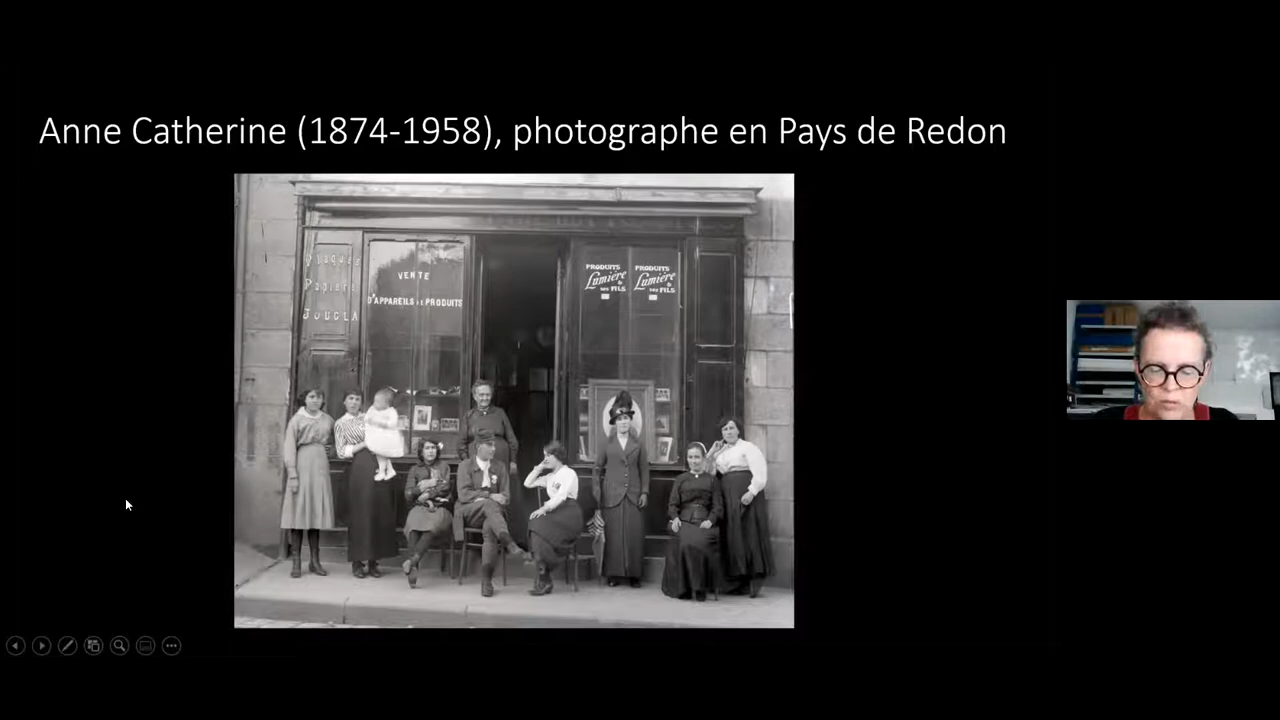 Anne Catherine (1874-1958), photographe en Pays de Redon
Plaques
Papiers
JOUGLA
VENTE
D'APPAREILS & PRODUITS
PRODUITS
Lumière
& SES FILS
PRODUITS
Lumière
& SES FILS